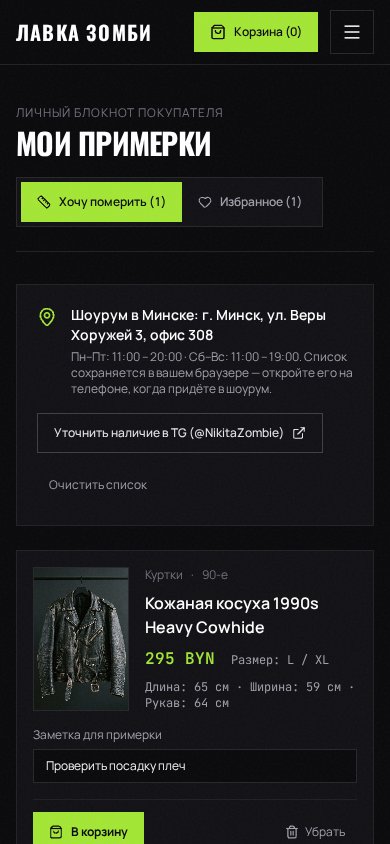 ЛАВКА ЗОМБИ
Корзина (0)
ЛИЧНЫЙ БЛОКНОТ ПОКУПАТЕЛЯ
МОИ ПРИМЕРКИ
Хочу померить (1)
Избранное (1)
Шоурум в Минске: г. Минск, ул. Веры
Хоружей 3, офис 308
Пн–Пт: 11:00 – 20:00 · Сб–Вс: 11:00 – 19:00. Список
сохраняется в вашем браузере — откройте его на
телефоне, когда придёте в шоурум.
Уточнить наличие в TG (@NikitaZombie)
Очистить список
Куртки · 90-е
Кожаная косуха 1990s
Heavy Cowhide
295 BYN Размер: L / XL
Длина: 65 см · Ширина: 59 см ·
Рукав: 64 см
Заметка для примерки
Проверить посадку плеч
В корзину
Убрать